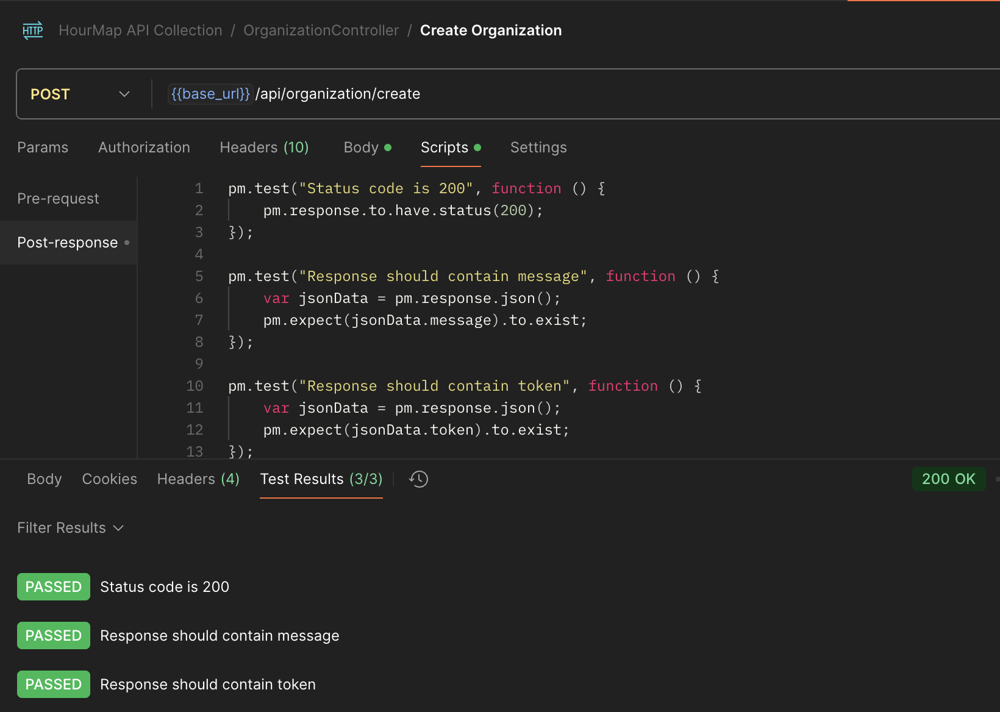 HTTP HourMap API Collection / OrganizationController / Create Organization
POST {{base_url}} /api/organization/create
Params Authorization Headers (10) Body Scripts Settings
Pre-request
Post-response
1 pm.test("Status code is 200", function () {
2     pm.response.to.have.status(200);
3 });
4
5 pm.test("Response should contain message", function () {
6     var jsonData = pm.response.json();
7     pm.expect(jsonData.message).to.exist;
8 });
9
10 pm.test("Response should contain token", function () {
11     var jsonData = pm.response.json();
12     pm.expect(jsonData.token).to.exist;
13 });
Body Cookies Headers (4) Test Results (3/3) 200 OK
Filter Results
PASSED Status code is 200
PASSED Response should contain message
PASSED Response should contain token